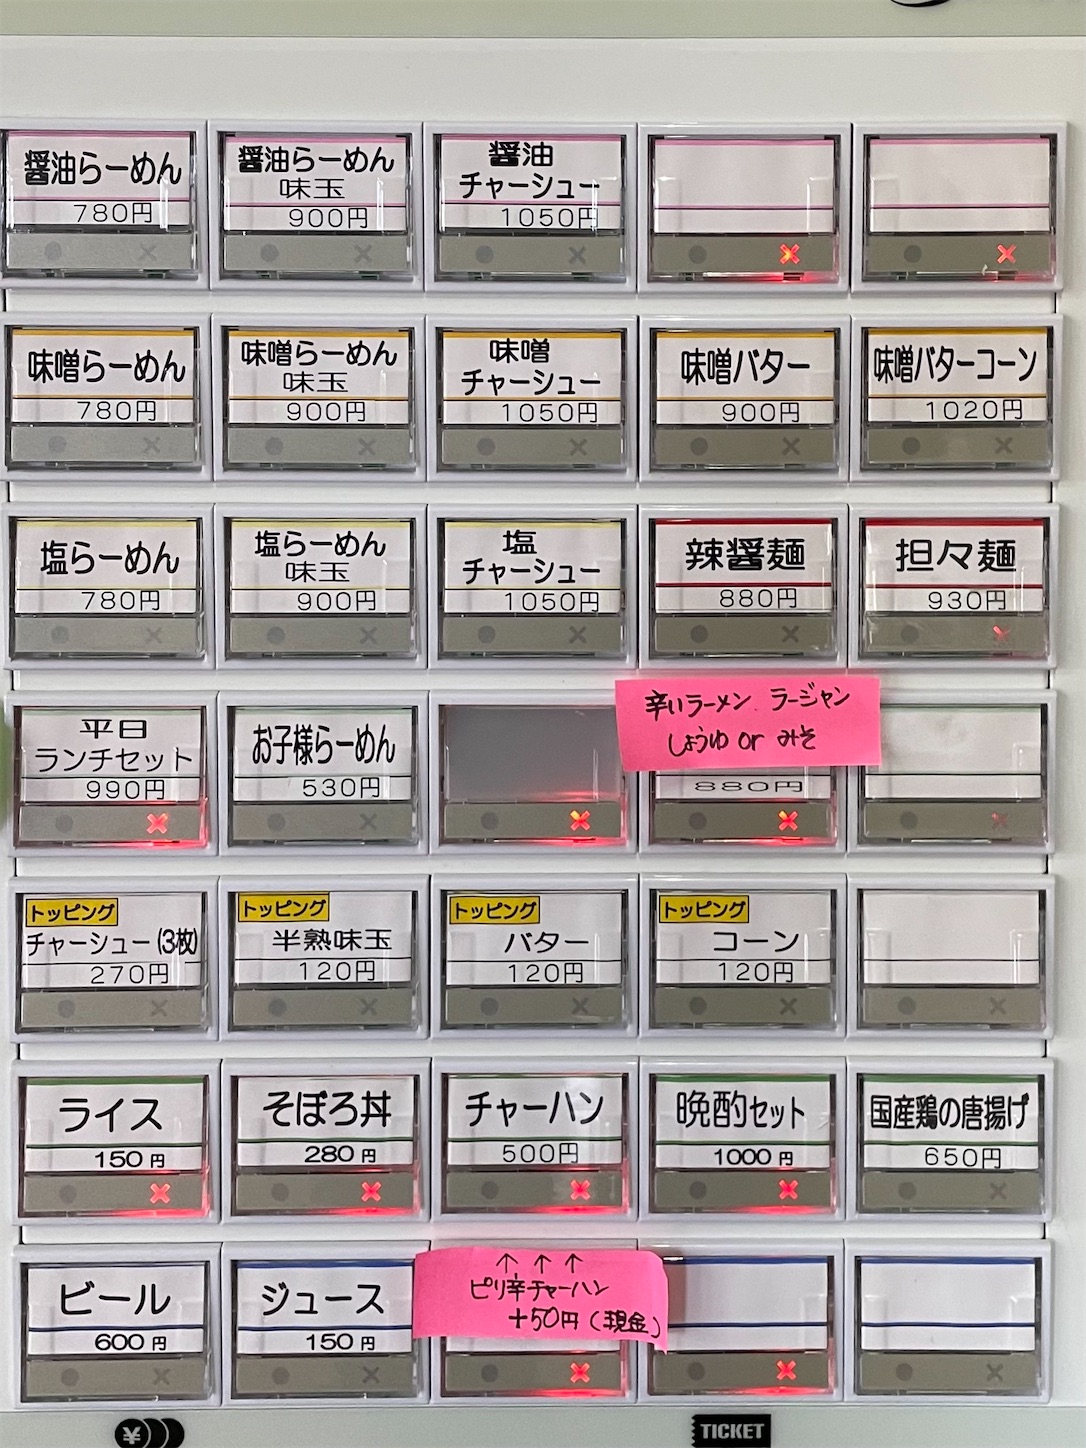 醤油らーめん
780円
醤油らーめん
味玉
900円
醤油
チャーシュー
1050円
味噌らーめん
780円
味噌らーめん
味玉
900円
味噌
チャーシュー
1050円
味噌バター
900円
味噌バターコーン
1020円
塩らーめん
780円
塩らーめん
味玉
900円
塩
チャーシュー
1050円
辣醤麺
880円
担々麺
930円
平日
ランチセット
990円
お子様らーめん
530円
辛いラーメン ラージャン
しょうゆ or みそ
880円
トッピング
チャーシュー(3枚)
270円
トッピング
半熟味玉
120円
トッピング
バター
120円
トッピング
コーン
120円
ライス
150円
そぼろ丼
280円
チャーハン
500円
晩酌セット
1000円
国産鶏の唐揚げ
650円
ビール
600円
ジュース
150円
↑ ↑ ↑
ピリ辛チャーハン
+50円(現金)
¥
TICKET